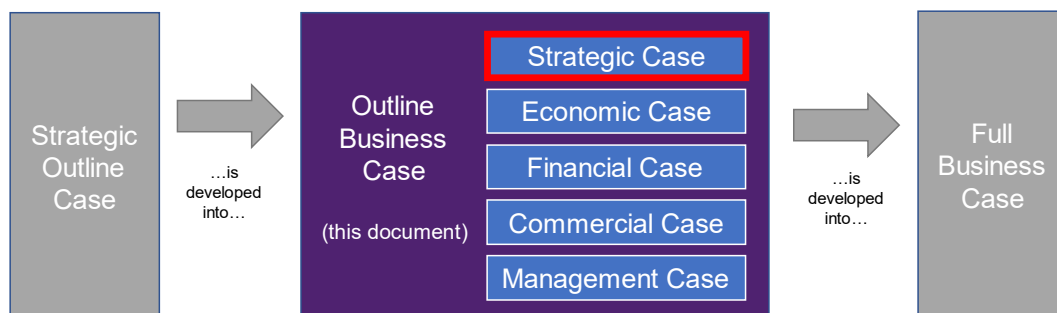 Strategic
Outline
Case
…is
developed
into…
Outline
Business
Case
(this document)
Strategic Case
Economic Case
Financial Case
Commercial Case
Management Case
…is
developed
into…
Full
Business
Case